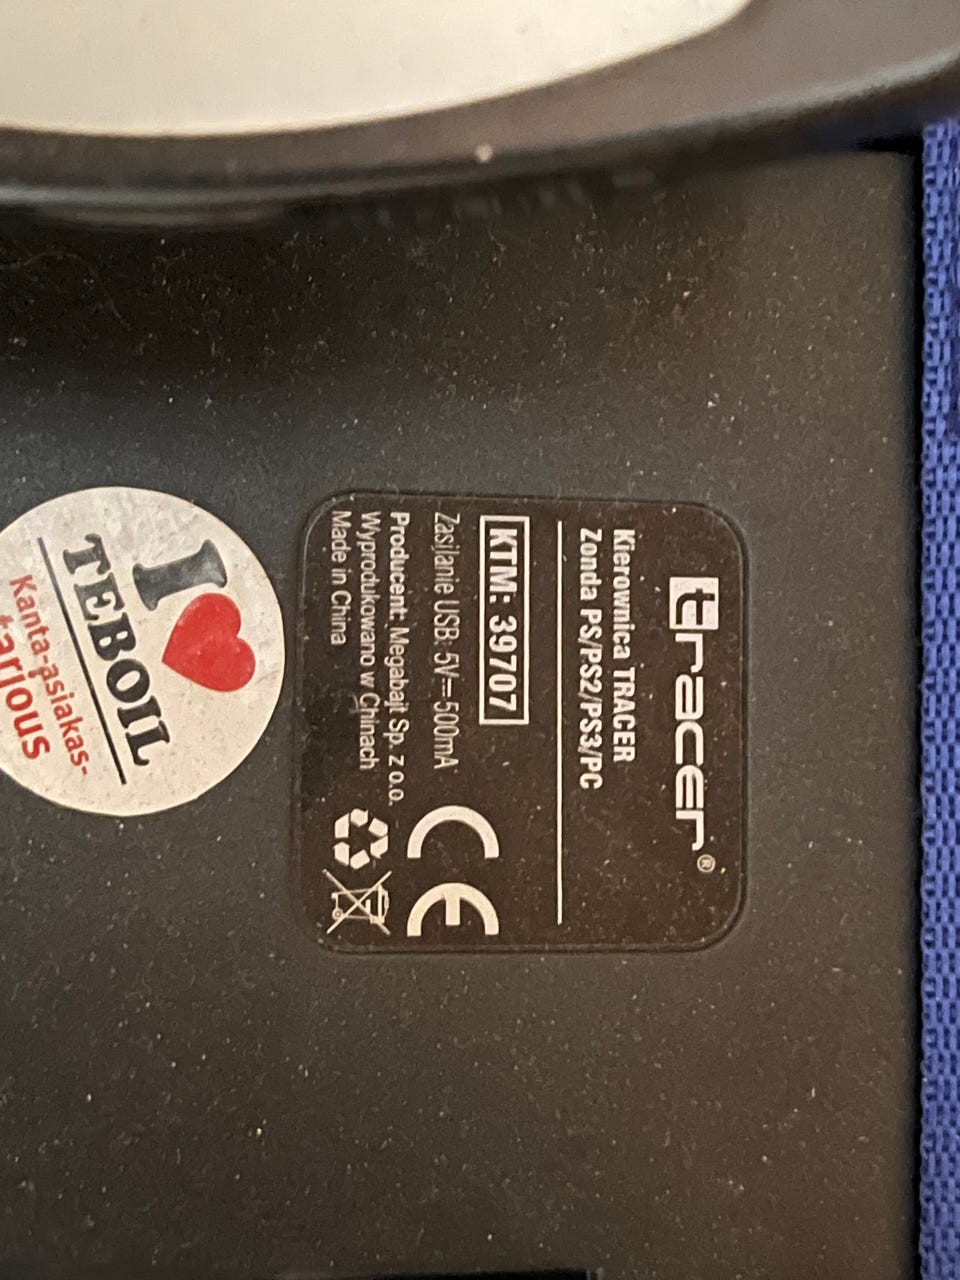 tracer®
Kierownica TRACER
Zonda PS/PS2/PS3/PC
KTM: 39707
Zasilanie USB: 5V=500mA
Producent: Megabajt Sp. z o.o.
Wyprodukowano w Chinach
Made in China
CE
I ❤ TEBOIL
Kanta-asiakas-
tarjous